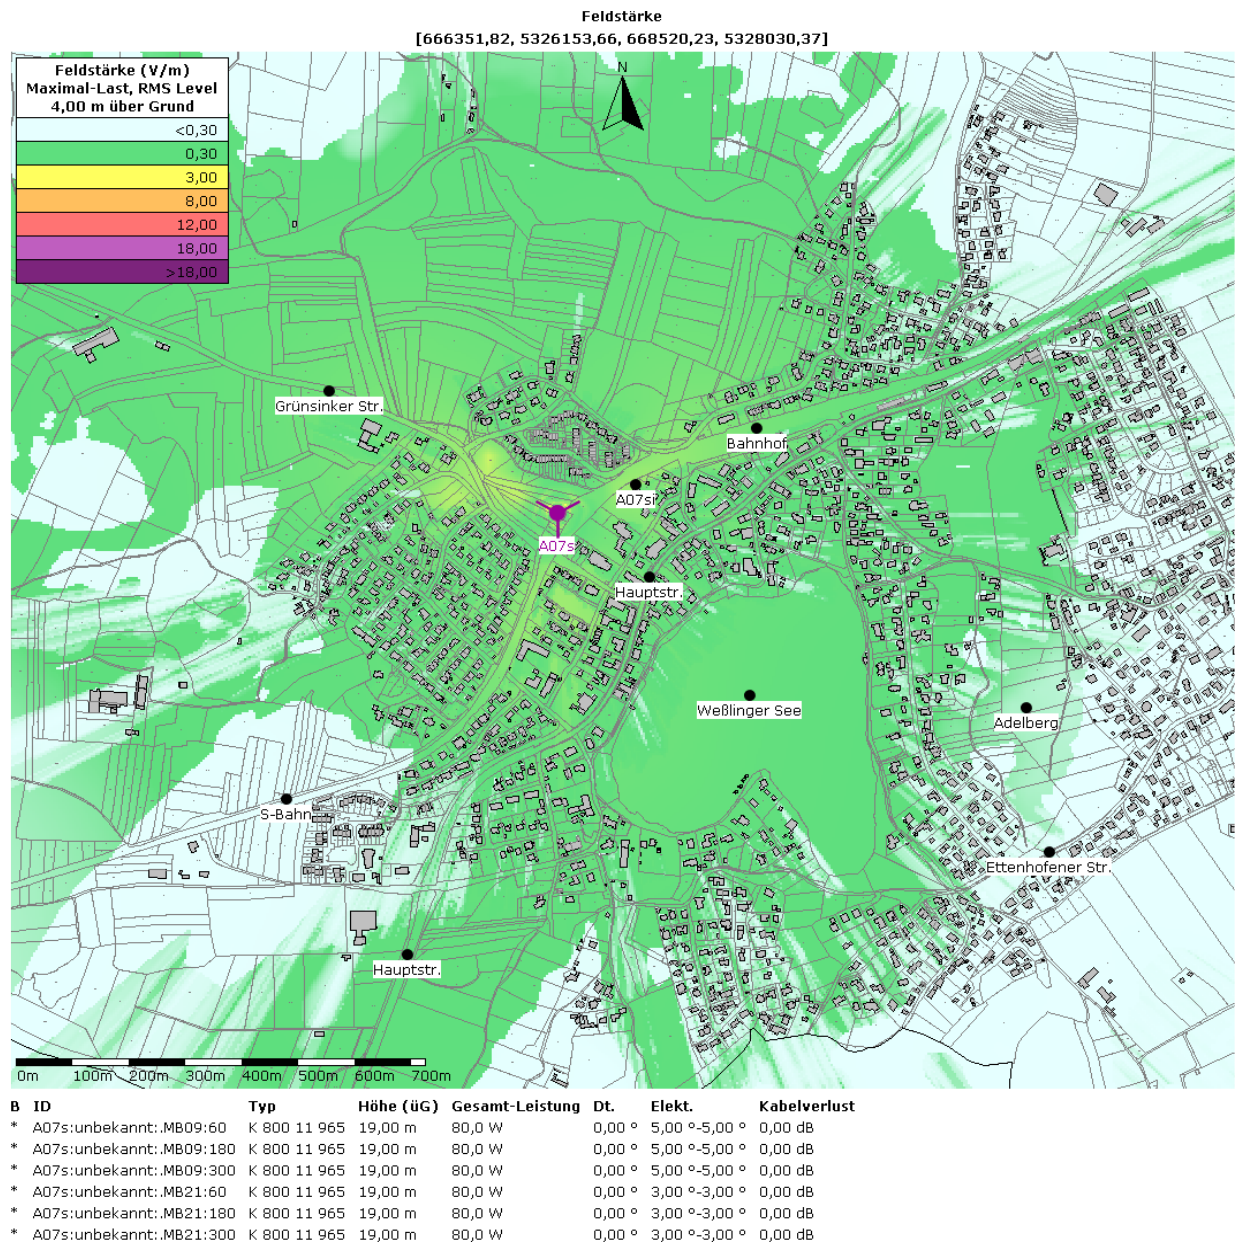 Feldstärke
[666351,82, 5326153,66, 668520,23, 5328030,37]
Feldstärke (V/m)
Maximal-Last, RMS Level
4,00 m über Grund
<0,30
0,30
3,00
8,00
12,00
18,00
>18,00
N
Grünsinker Str.
Bahnhof
A07si
A07s
Hauptstr.
Weßlinger See
Adelberg
S-Bahn
Ettenhofener Str.
Hauptstr.
0m 100m 200m 300m 400m 500m 600m 700m
B ID Typ Höhe (üG) Gesamt-Leistung Dt. Elekt. Kabelverlust
* A07s:unbekannt:.MB09:60 K 800 11 965 19,00 m 80,0 W 0,00 ° 5,00 °-5,00 ° 0,00 dB
* A07s:unbekannt:.MB09:180 K 800 11 965 19,00 m 80,0 W 0,00 ° 5,00 °-5,00 ° 0,00 dB
* A07s:unbekannt:.MB09:300 K 800 11 965 19,00 m 80,0 W 0,00 ° 5,00 °-5,00 ° 0,00 dB
* A07s:unbekannt:.MB21:60 K 800 11 965 19,00 m 80,0 W 0,00 ° 3,00 °-3,00 ° 0,00 dB
* A07s:unbekannt:.MB21:180 K 800 11 965 19,00 m 80,0 W 0,00 ° 3,00 °-3,00 ° 0,00 dB
* A07s:unbekannt:.MB21:300 K 800 11 965 19,00 m 80,0 W 0,00 ° 3,00 °-3,00 ° 0,00 dB